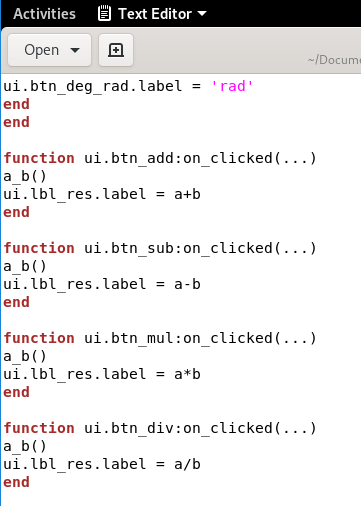 Activities Text Editor
Open ~/Docume
ui.btn_deg_rad.label = 'rad'
end
end
function ui.btn_add:on_clicked(...)
a_b()
ui.lbl_res.label = a+b
end
function ui.btn_sub:on_clicked(...)
a_b()
ui.lbl_res.label = a-b
end
function ui.btn_mul:on_clicked(...)
a_b()
ui.lbl_res.label = a*b
end
function ui.btn_div:on_clicked(...)
a_b()
ui.lbl_res.label = a/b
end